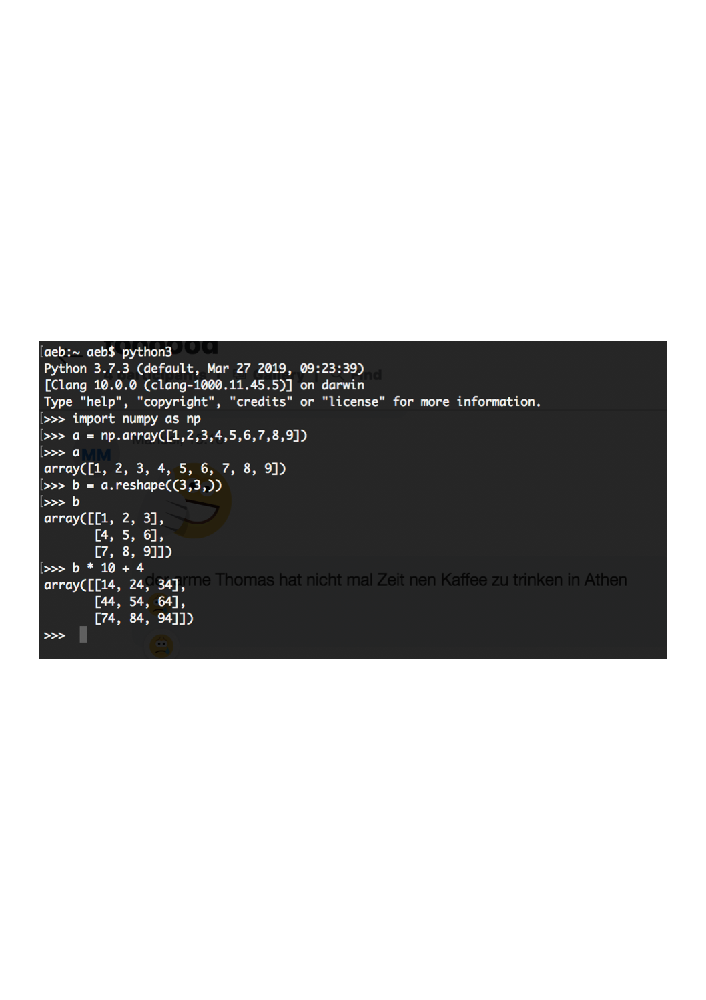 [aeb:~ aeb$ python3
Python 3.7.3 (default, Mar 27 2019, 09:23:39)
[Clang 10.0.0 (clang-1000.11.45.5)] on darwin
Type "help", "copyright", "credits" or "license" for more information.
[>>> import numpy as np
[>>> a = np.array([1,2,3,4,5,6,7,8,9])
[>>> a
array([1, 2, 3, 4, 5, 6, 7, 8, 9])
[>>> b = a.reshape((3,3,))
[>>> b
array([[1, 2, 3],
       [4, 5, 6],
       [7, 8, 9]])
[>>> b * 10 + 4
array([[14, 24, 34],
       [44, 54, 64],
       [74, 84, 94]])
>>>
participants | Gallery | Find
MM
der arme Thomas hat nicht mal Zeit nen Kaffee zu trinken in Athen